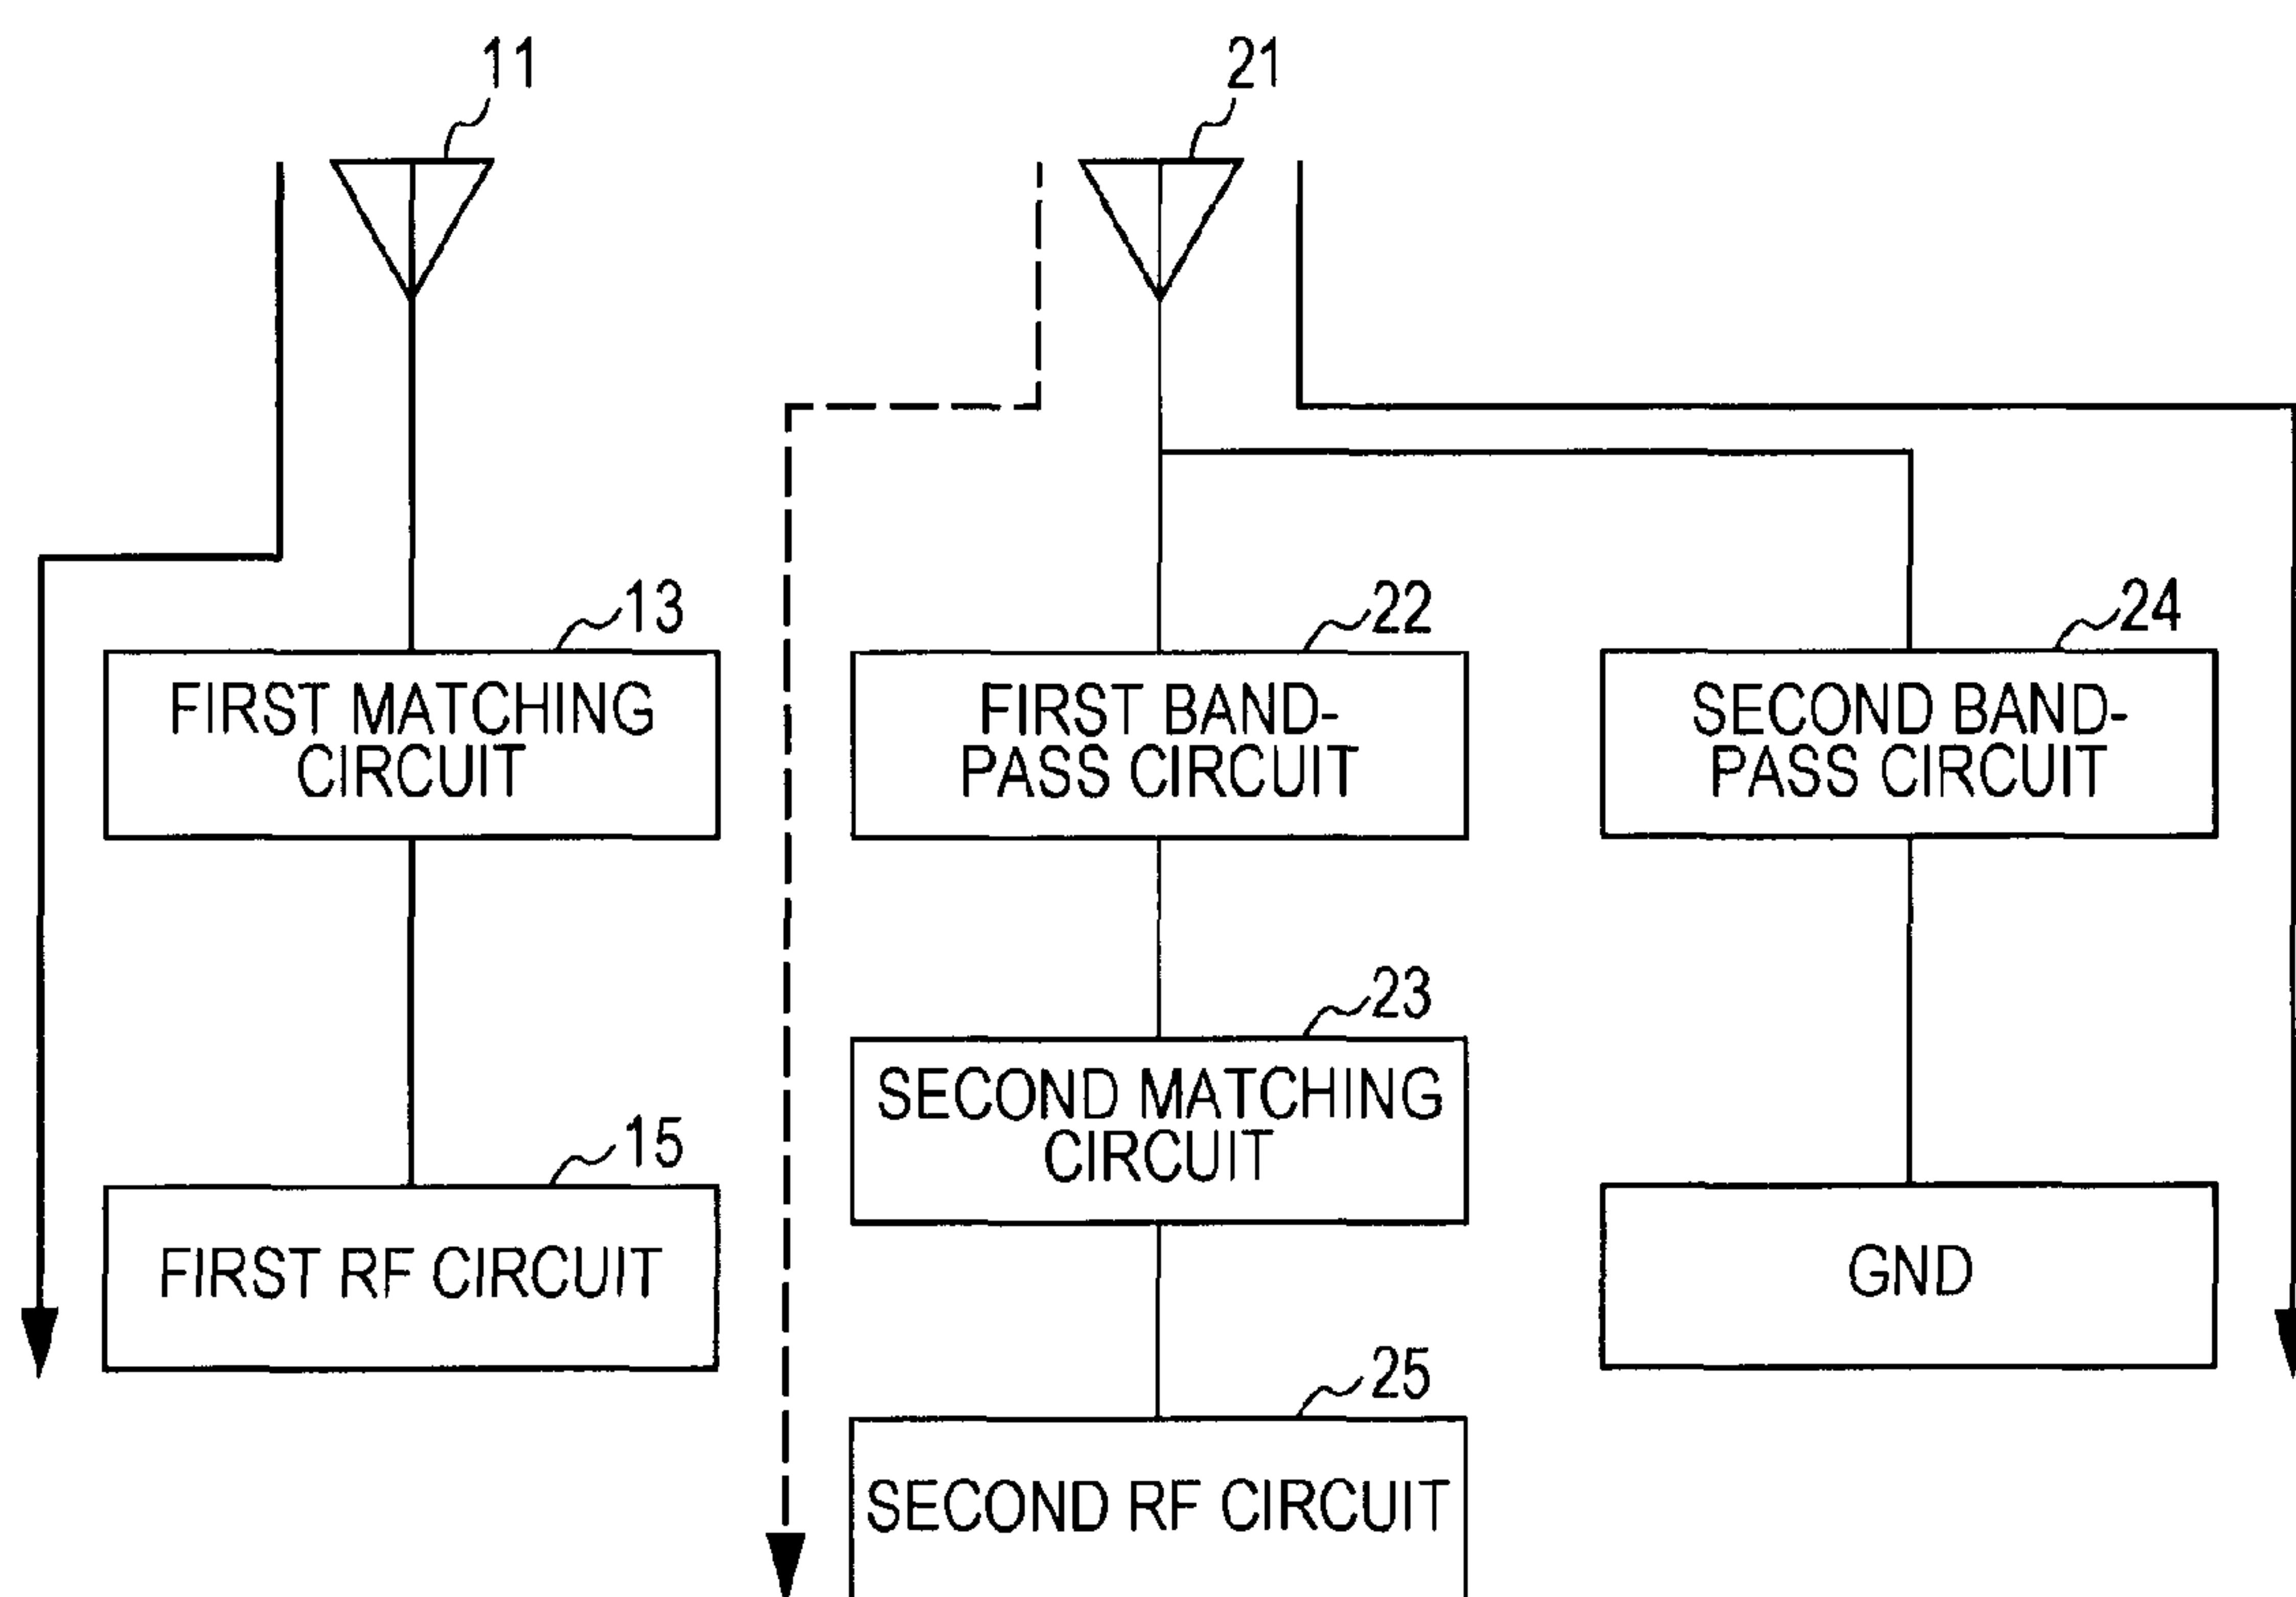 11
21
13
FIRST MATCHING
CIRCUIT
22
FIRST BAND-
PASS CIRCUIT
24
SECOND BAND-
PASS CIRCUIT
23
SECOND MATCHING
CIRCUIT
15
FIRST RF CIRCUIT
GND
25
SECOND RF CIRCUIT